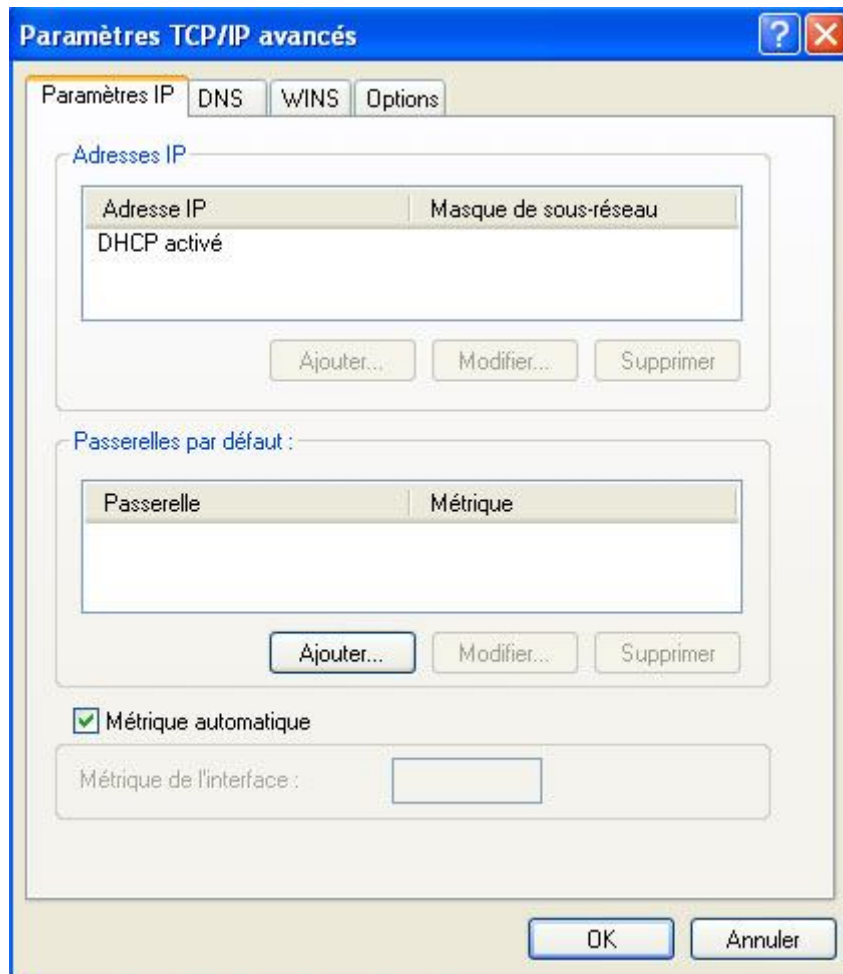 Paramètres TCP/IP avancés
Paramètres IP DNS WINS Options
Adresses IP
Adresse IP Masque de sous-réseau
DHCP activé
Ajouter... Modifier... Supprimer
Passerelles par défaut :
Passerelle Métrique
Ajouter... Modifier... Supprimer
Métrique automatique
Métrique de l'interface :
OK Annuler